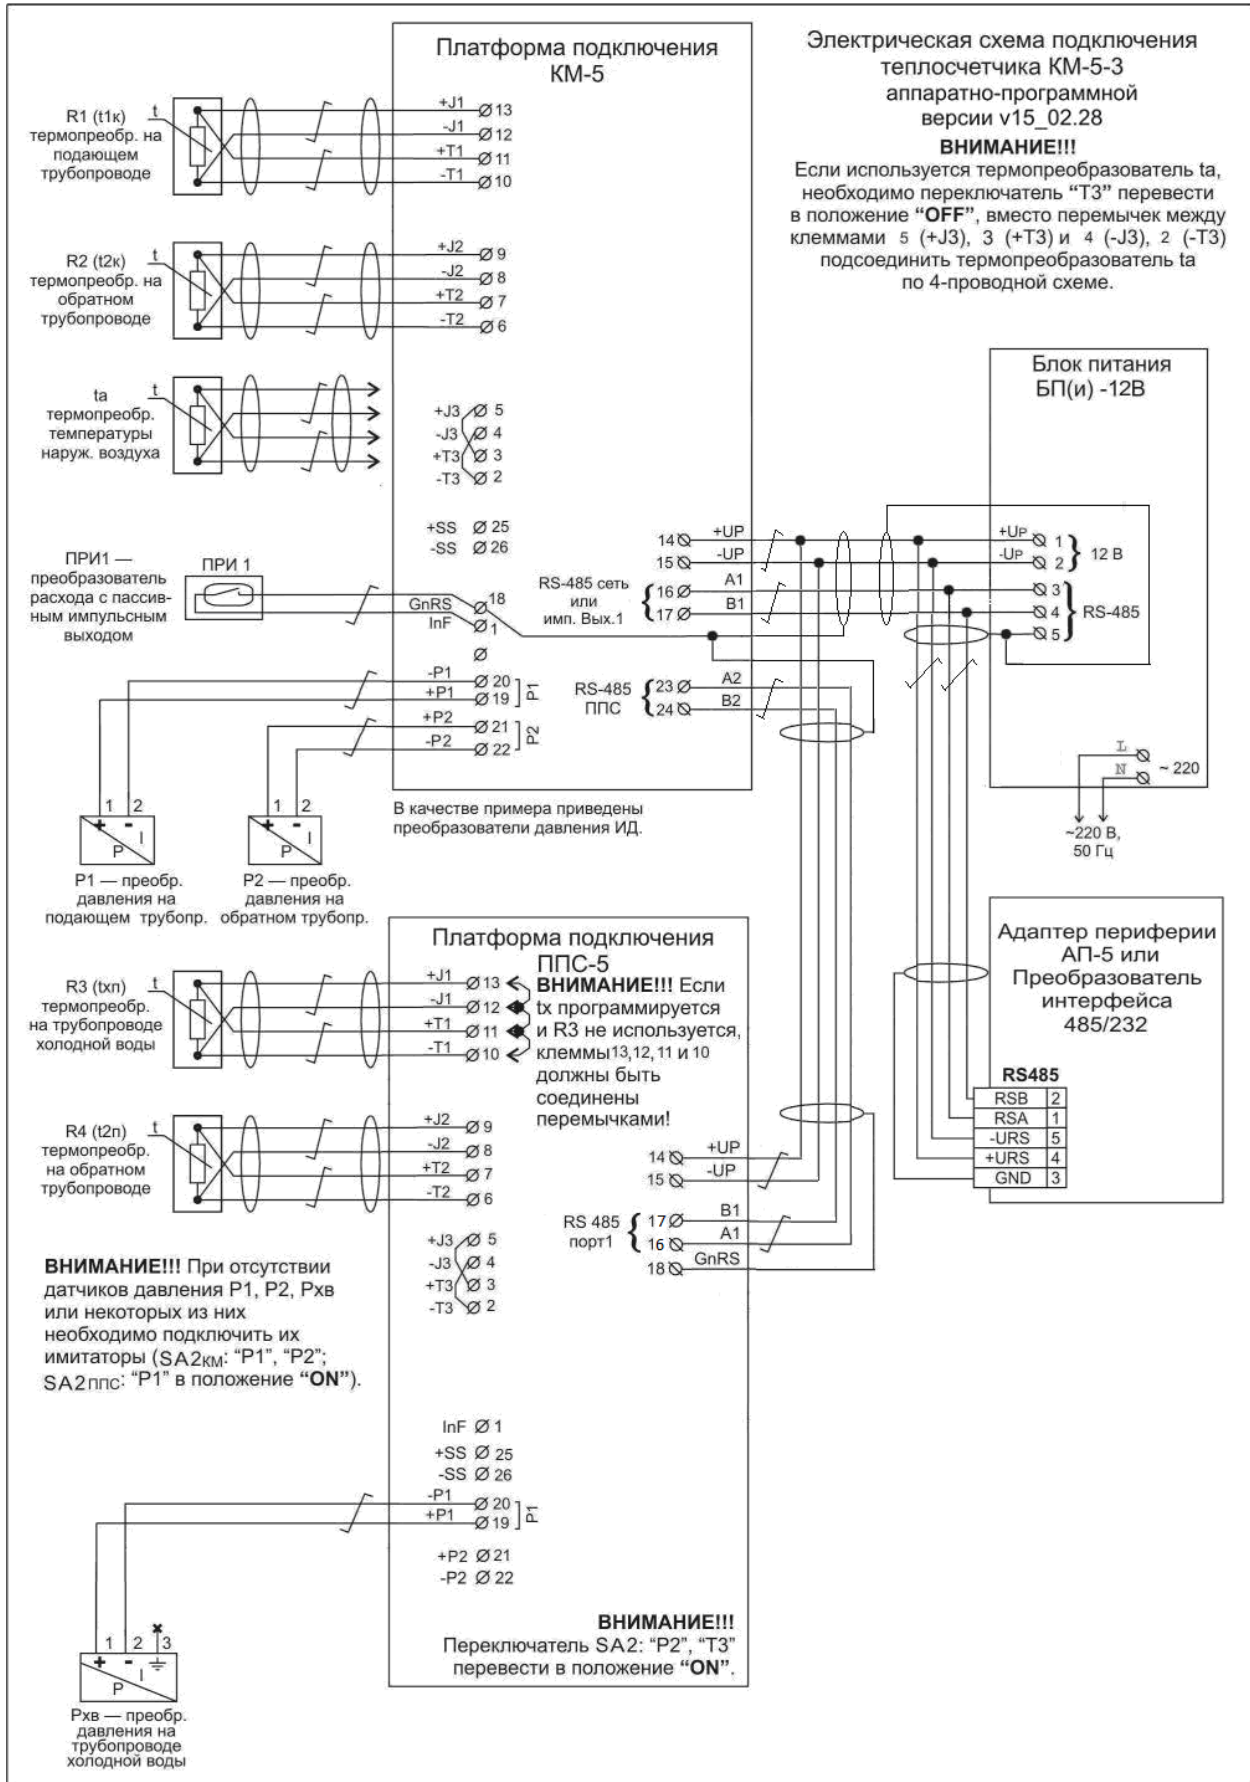 Платформа подключения
КМ-5
Электрическая схема подключения
теплосчетчика КМ-5-3
аппаратно-программной
версии v15_02.28
ВНИМАНИЕ!!!
Если используется термопреобразователь ta,
необходимо переключатель “Т3” перевести
в положение “OFF”, вместо перемычек между
клеммами 5 (+J3), 3 (+T3) и 4 (-J3), 2 (-T3)
подсоединить термопреобразователь ta
по 4-проводной схеме.
R1 (t1к)
термопреобр. на
подающем
трубопроводе
t
+J1 13
-J1 12
+T1 11
-T1 10
R2 (t2к)
термопреобр. на
обратном
трубопроводе
t
+J2 9
-J2 8
+T2 7
-T2 6
ta
термопреобр.
температуры
наруж. воздуха
t
+J3 5
-J3 4
+T3 3
-T3 2
+SS 25
-SS 26
ПРИ1 —
преобразователь
расхода с пассив-
ным импульсным
выходом
ПРИ 1
GnRS 18
InF 1
-P1 20
+P1 19
P1
+P2 21
-P2 22
P2
14 +UP
15 -UP
RS-485 сеть
или
имп. Вых.1
16 A1
17 B1
RS-485
ППС
23 A2
24 B2
Блок питания
БП(и) -12В
+Uр 1
-Uр 2
12 В
3
4
5
RS-485
L
N
~ 220
~220 В,
50 Гц
1 2
+ - I
P
P1 — преобр.
давления на
подающем трубопр.
1 2
+ - I
P
P2 — преобр.
давления на
обратном трубопр.
В качестве примера приведены
преобразователи давления ИД.
Платформа подключения
ППС-5
ВНИМАНИЕ!!! Если
tx программируется
и R3 не используется,
клеммы13,12, 11 и 10
должны быть
соединены
перемычками!
R3 (tхп)
термопреобр.
на трубопроводе
холодной воды
t
+J1 13
-J1 12
+T1 11
-T1 10
R4 (t2п)
термопреобр.
на обратном
трубопроводе
t
+J2 9
-J2 8
+T2 7
-T2 6
+J3 5
-J3 4
+T3 3
-T3 2
14 +UP
15 -UP
RS 485
порт1
17 B1
16 A1
18 GnRS
Адаптер периферии
АП-5 или
Преобразователь
интерфейса
485/232
RS485
RSB 2
RSA 1
-URS 5
+URS 4
GND 3
ВНИМАНИЕ!!! При отсутствии
датчиков давления Р1, Р2, Рхв
или некоторых из них
необходимо подключить их
имитаторы (SA2км: “P1”, “P2”;
SA2ппс: “P1” в положение “ON”).
InF 1
+SS 25
-SS 26
-P1 20
+P1 19
P1
+P2 21
-P2 22
1 2 3
+ - I
P
Рхв — преобр.
давления на
трубопроводе
холодной воды
ВНИМАНИЕ!!!
Переключатель SA2: “P2”, “T3”
перевести в положение “ON”.